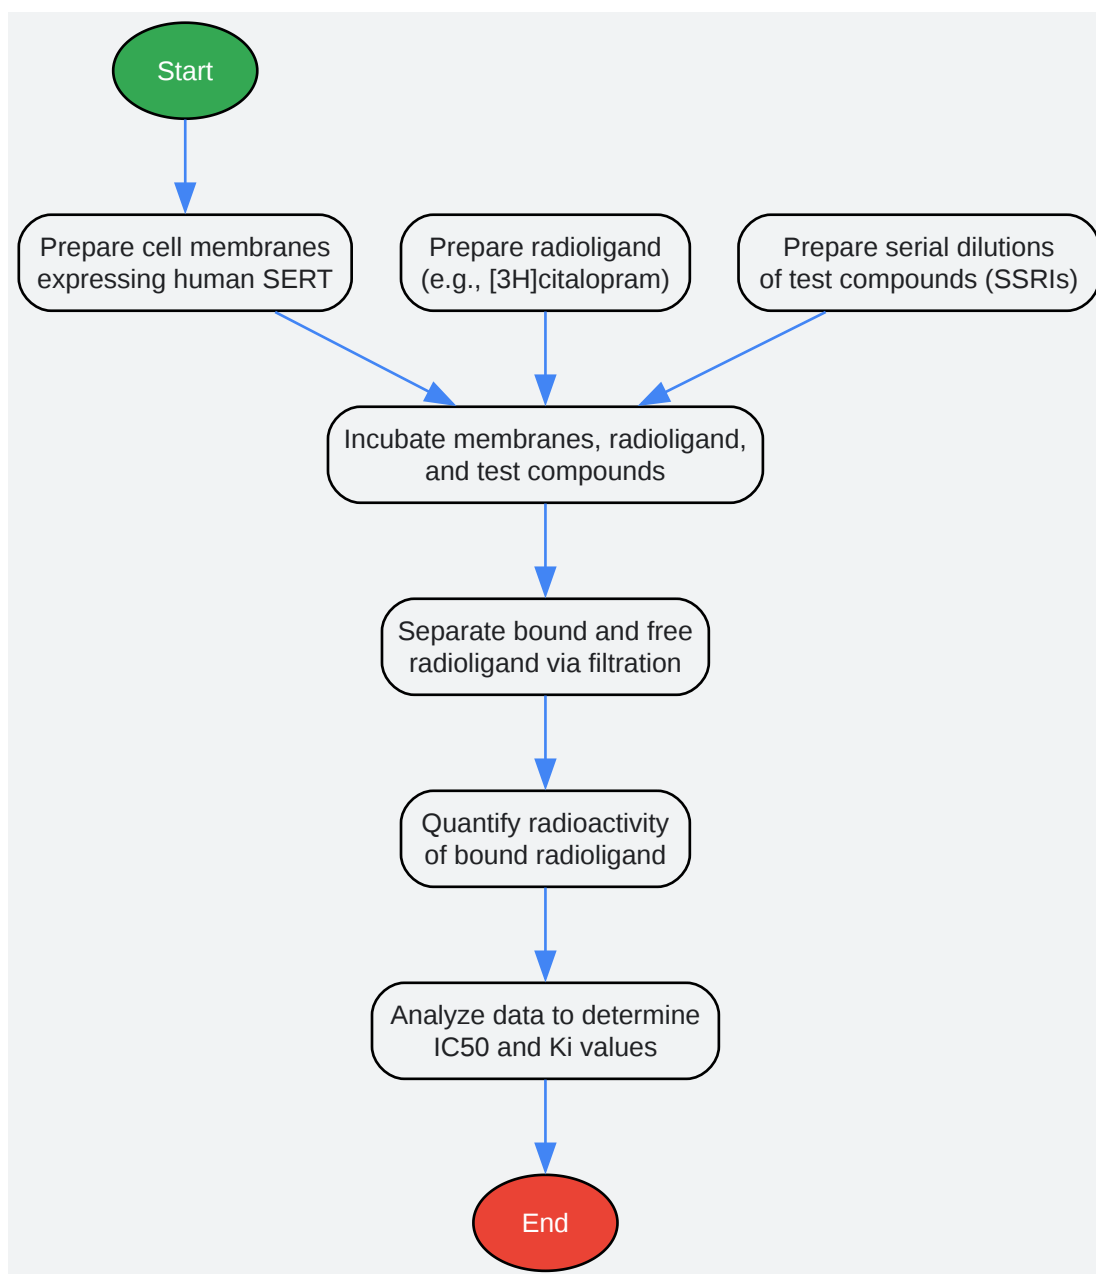 Start
Prepare cell membranes
expressing human SERT
Prepare radioligand
(e.g., [3H]citalopram)
Prepare serial dilutions
of test compounds (SSRIs)
Incubate membranes, radioligand,
and test compounds
Separate bound and free
radioligand via filtration
Quantify radioactivity
of bound radioligand
Analyze data to determine
IC50 and Ki values
End